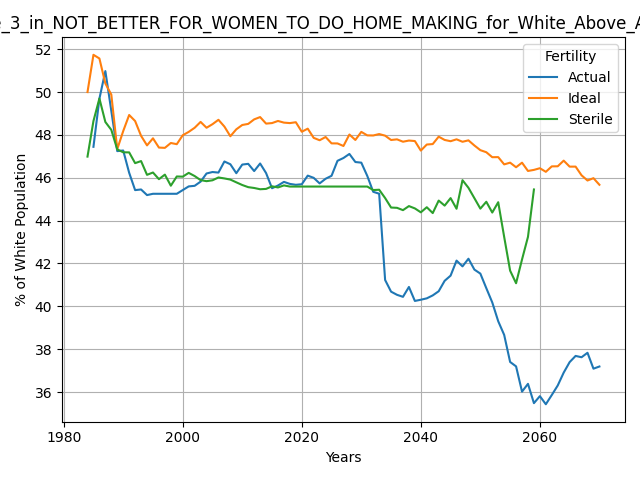 _3_in_NOT_BETTER_FOR_WOMEN_TO_DO_HOME_MAKING_for_White_Above_A
Fertility
Actual
Ideal
Sterile
% of White Population
52
50
48
46
44
42
40
38
36
1980
2000
2020
2040
2060
Years